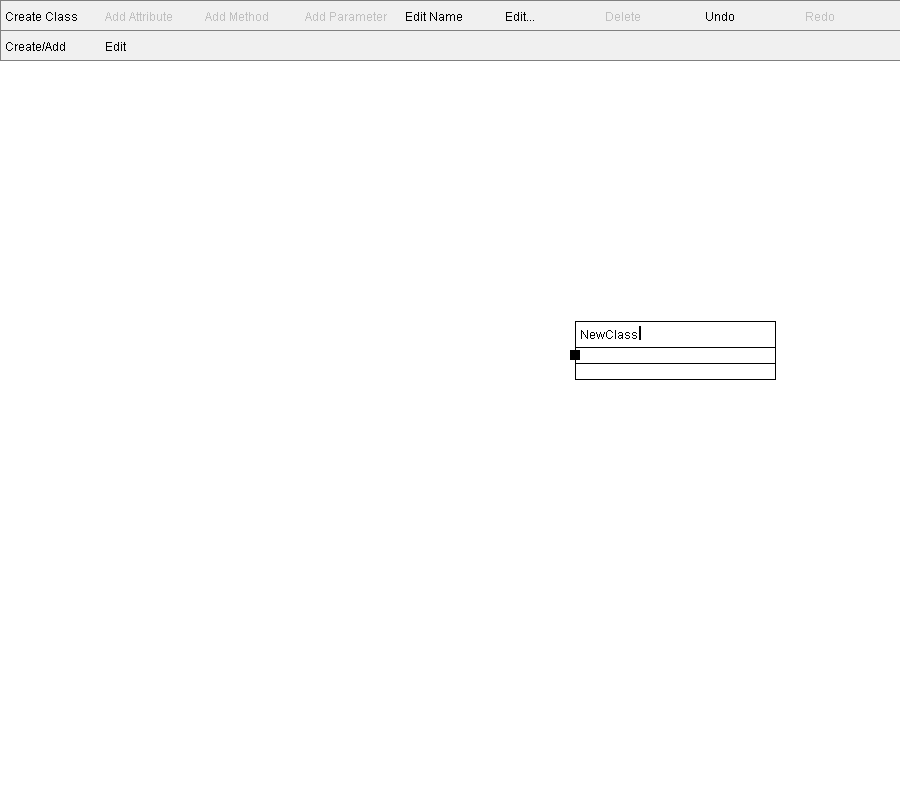 Create Class Add Attribute Add Method Add Parameter Edit Name Edit... Delete Undo Redo
Create/Add Edit
NewClass